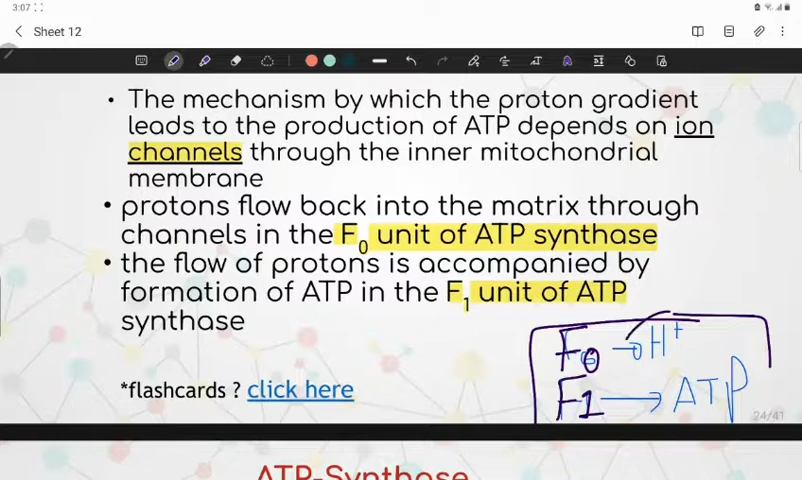 3:07
Sheet 12
• The mechanism by which the proton gradient
leads to the production of ATP depends on ion
channels through the inner mitochondrial
membrane
• protons flow back into the matrix through
channels in the F0 unit of ATP synthase
• the flow of protons is accompanied by
formation of ATP in the F1 unit of ATP
synthase
F0 → H+
*flashcards ? click here
F1 → ATP
24/41
ATP-Synthase